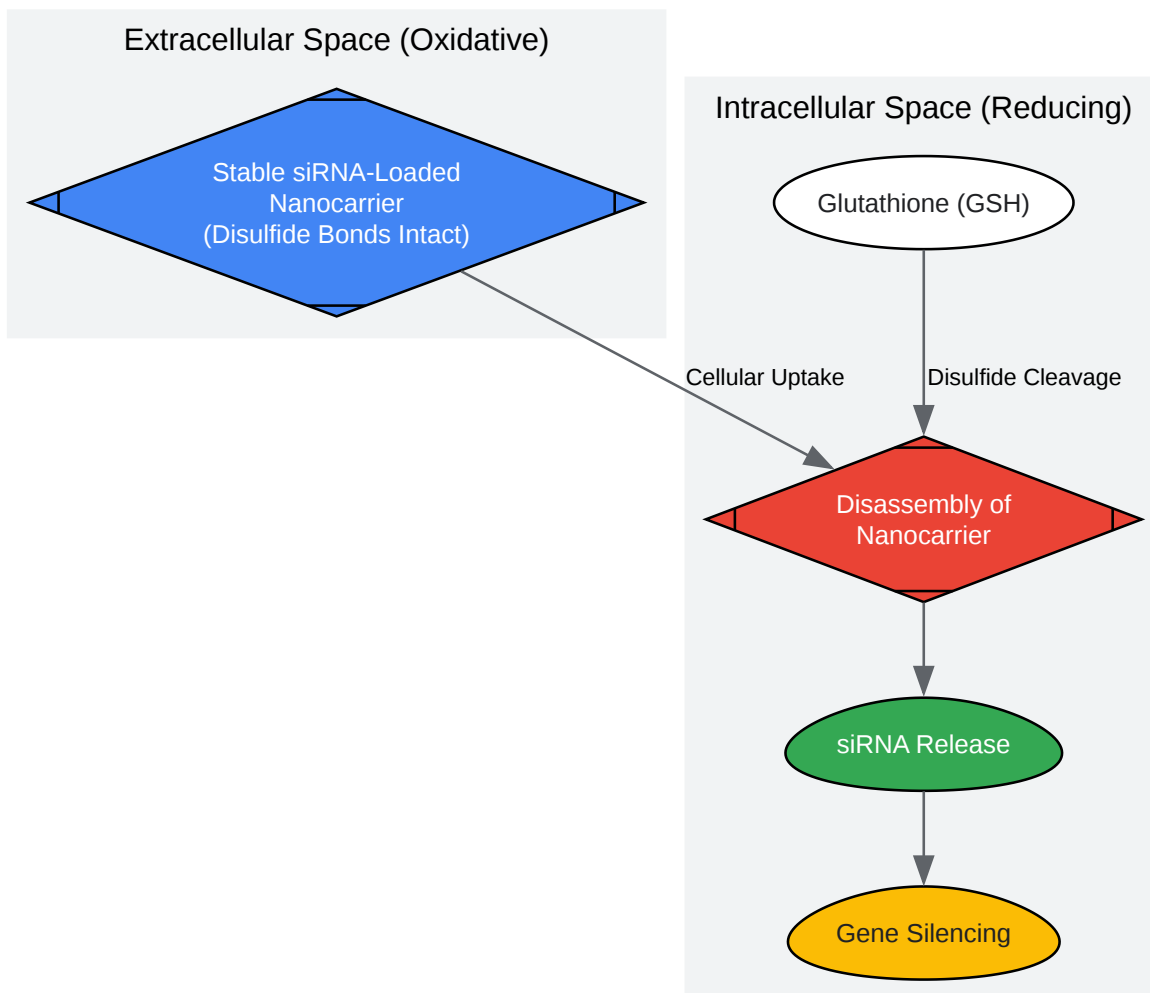 Extracellular Space (Oxidative)
Stable siRNA-Loaded
Nanocarrier
(Disulfide Bonds Intact)
Intracellular Space (Reducing)
Glutathione (GSH)
Cellular Uptake
Disulfide Cleavage
Disassembly of
Nanocarrier
siRNA Release
Gene Silencing